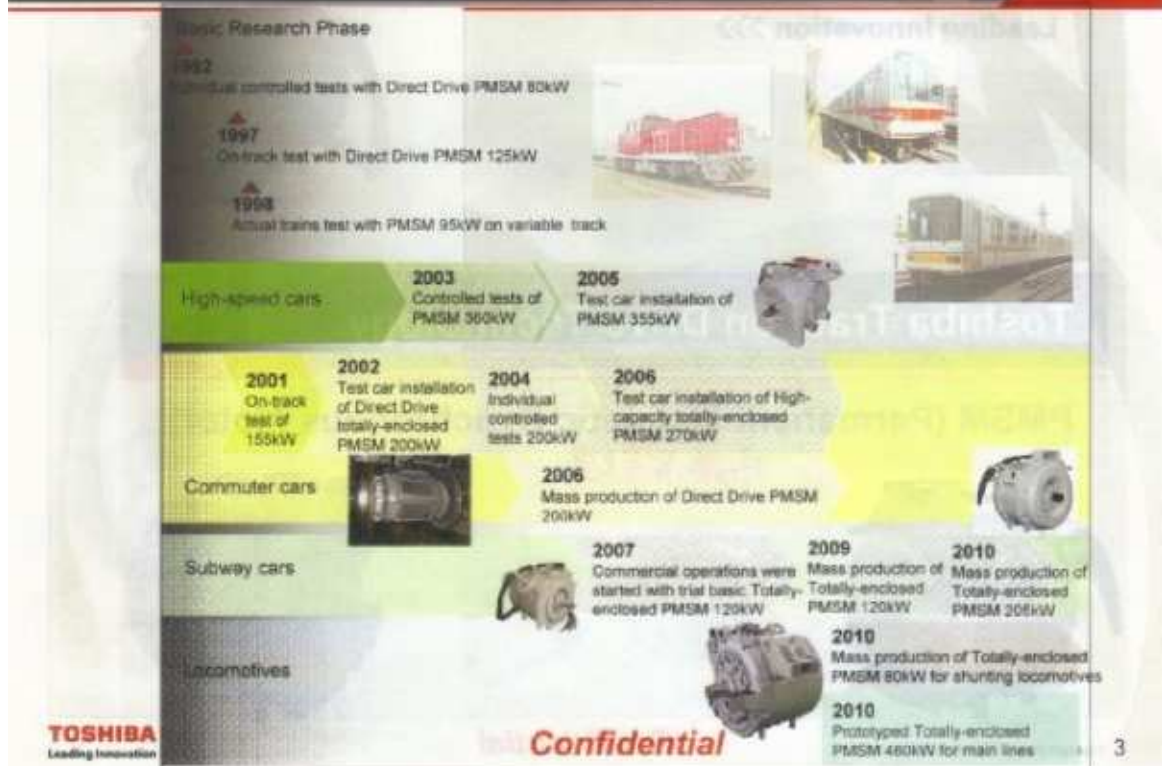 Basic Research Phase
1992
Individual controlled tests with Direct Drive PMSM 80kW
1997
On-track test with Direct Drive PMSM 125kW
1998
Actual trains test with PMSM 95kW on variable track
High-speed cars
2003
Controlled tests of
PMSM 360kW
2005
Test car installation of
PMSM 355kW
2001
On-track
test of
155kW
2002
Test car installation
of Direct Drive
totally-enclosed
PMSM 200kW
2004
Individual
controlled
tests 200kW
2006
Test car installation of High-
capacity totally-enclosed
PMSM 270kW
Commuter cars
2006
Mass production of Direct Drive PMSM
200kW
Subway cars
2007
Commercial operations were
started with trial basic Totally-
enclosed PMSM 120kW
2009
Mass production of
Totally-enclosed
PMSM 120kW
2010
Mass production of
Totally-enclosed
PMSM 205kW
Locomotives
2010
Mass production of Totally-enclosed
PMSM 80kW for shunting locomotives
2010
Prototyped Totally-enclosed
PMSM 460kW for main lines
TOSHIBA
Leading Innovation
Confidential
3